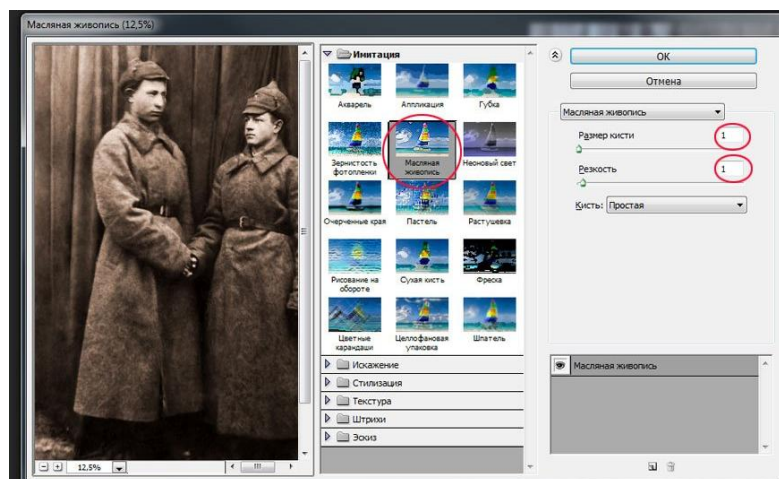 Масляная живопись (12,5%)
Имитация
Акварель
Аппликация
Губка
Зернистость фотопленки
Масляная живопись
Неоновый свет
Очерченные края
Пастель
Растушевка
Рисование на обороте
Сухая кисть
Фреска
Цветные карандаши
Целлофановая упаковка
Шпатель
Искажение
Стилизация
Текстура
Штрихи
Эскиз
12,5%
OK
Отмена
Масляная живопись
Размер кисти 1
Резкость 1
Кисть: Простая
Масляная живопись